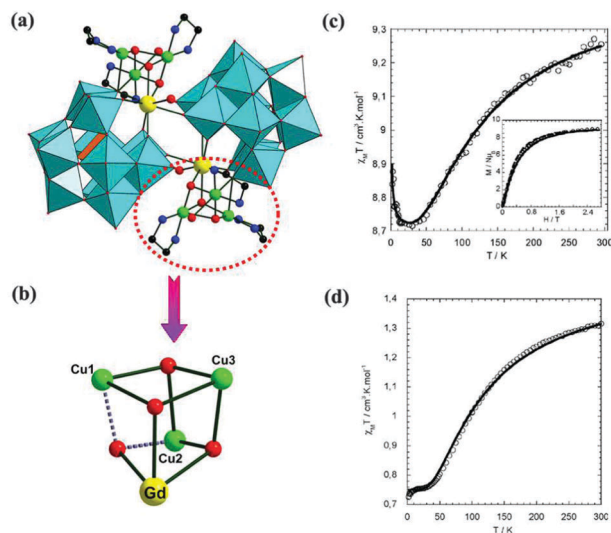 (a)
(b)
Cu1
Cu3
Cu2
Gd
(c)
χMT / cm³.K.mol⁻¹
9,3
9,2
9,1
9
8,9
8,8
8,7
M / Nμβ
10
8
6
4
2
0
0
0.8
1.6
2.4
H / T
0
50
100
150
200
250
300
T / K
(d)
χMT / cm³.K.mol⁻¹
1,4
1,3
1,2
1,1
1
0,9
0,8
0,7
0
50
100
150
200
250
300
T / K